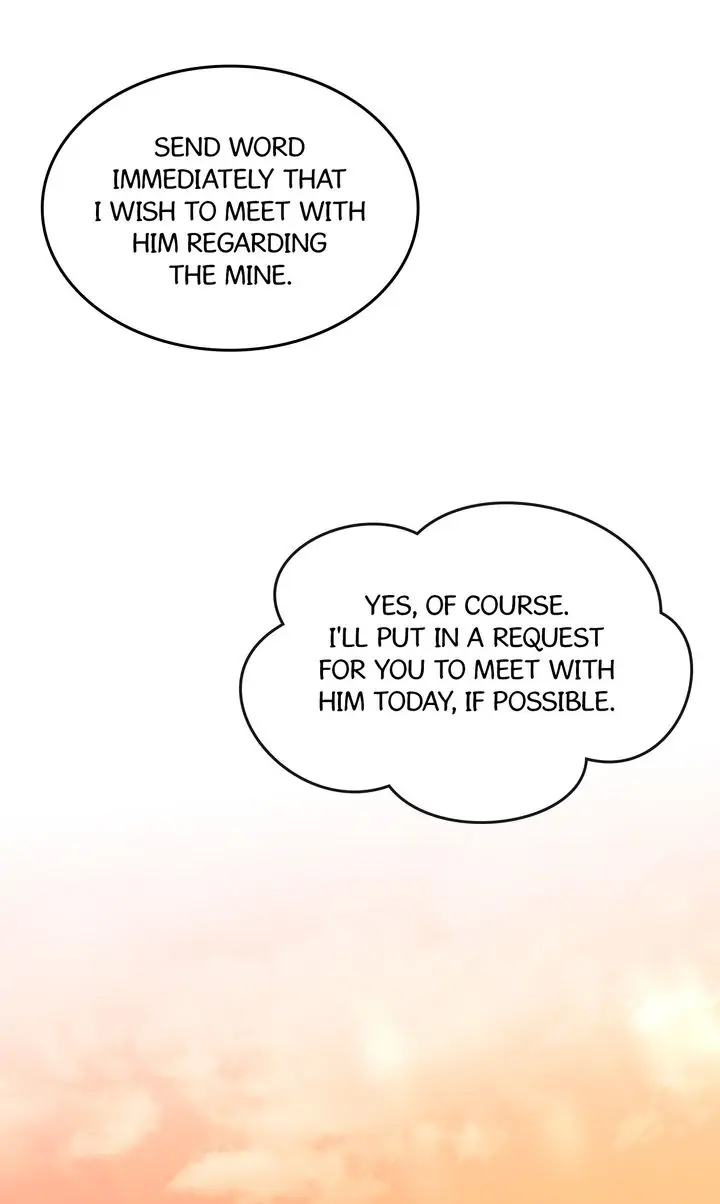 SEND WORD
IMMEDIATELY THAT
I WISH TO MEET WITH
HIM REGARDING
THE MINE.
YES, OF COURSE.
I'LL PUT IN A REQUEST
FOR YOU TO MEET WITH
HIM TODAY, IF POSSIBLE.